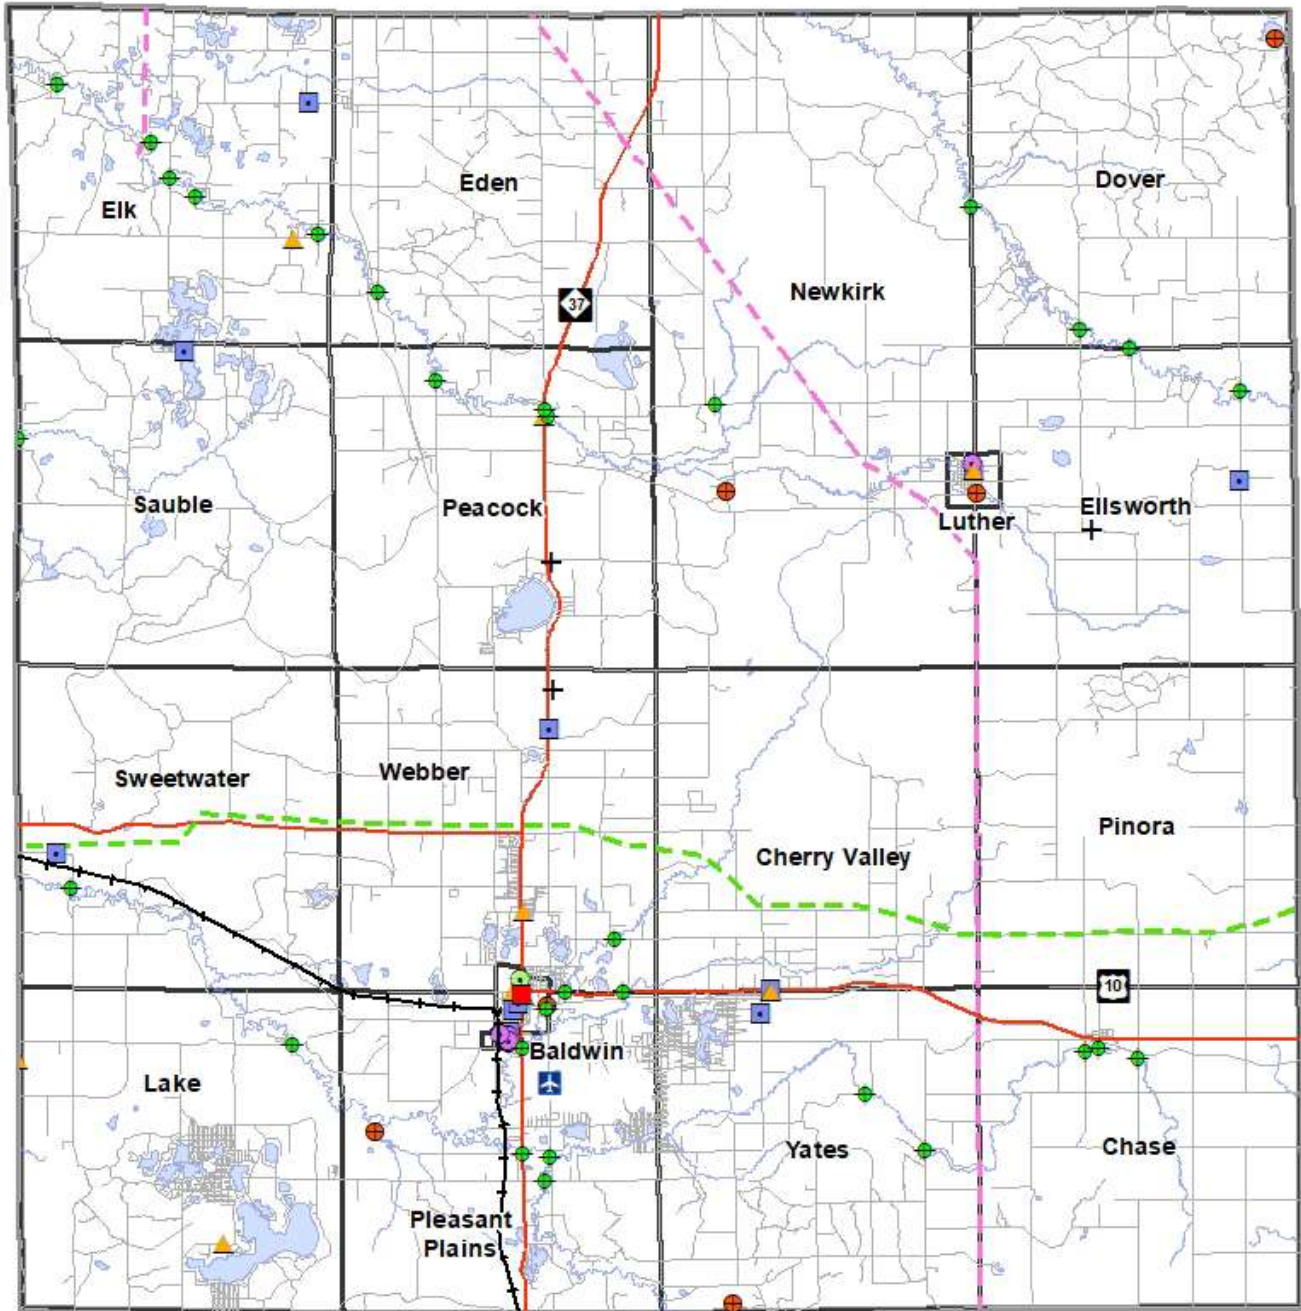 Dover
Eden
Elk
Newkirk
37
Sauble
Peacock
Ellsworth
Luther
Sweetwater
Webber
Pinora
Cherry Valley
10
Baldwin
Lake
Yates
Chase
Pleasant
Plains